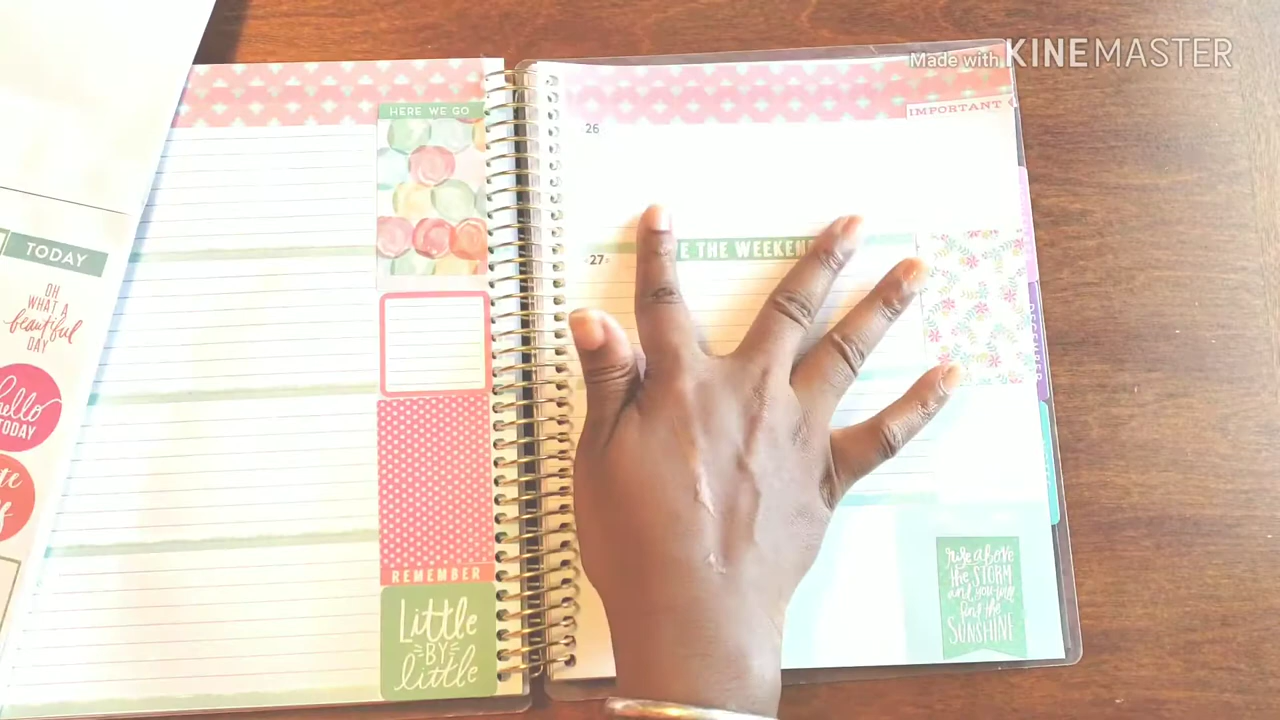 Made with KINEMASTER
HERE WE GO
IMPORTANT
26
TODAY
E THE WEEKEN
27
OH
WHAT A
beautiful
DAY
hello
TODAY
DECEMBER
REMEMBER
Little
BY
little
rise above
the STORM
and you will
find the
SUNSHINE